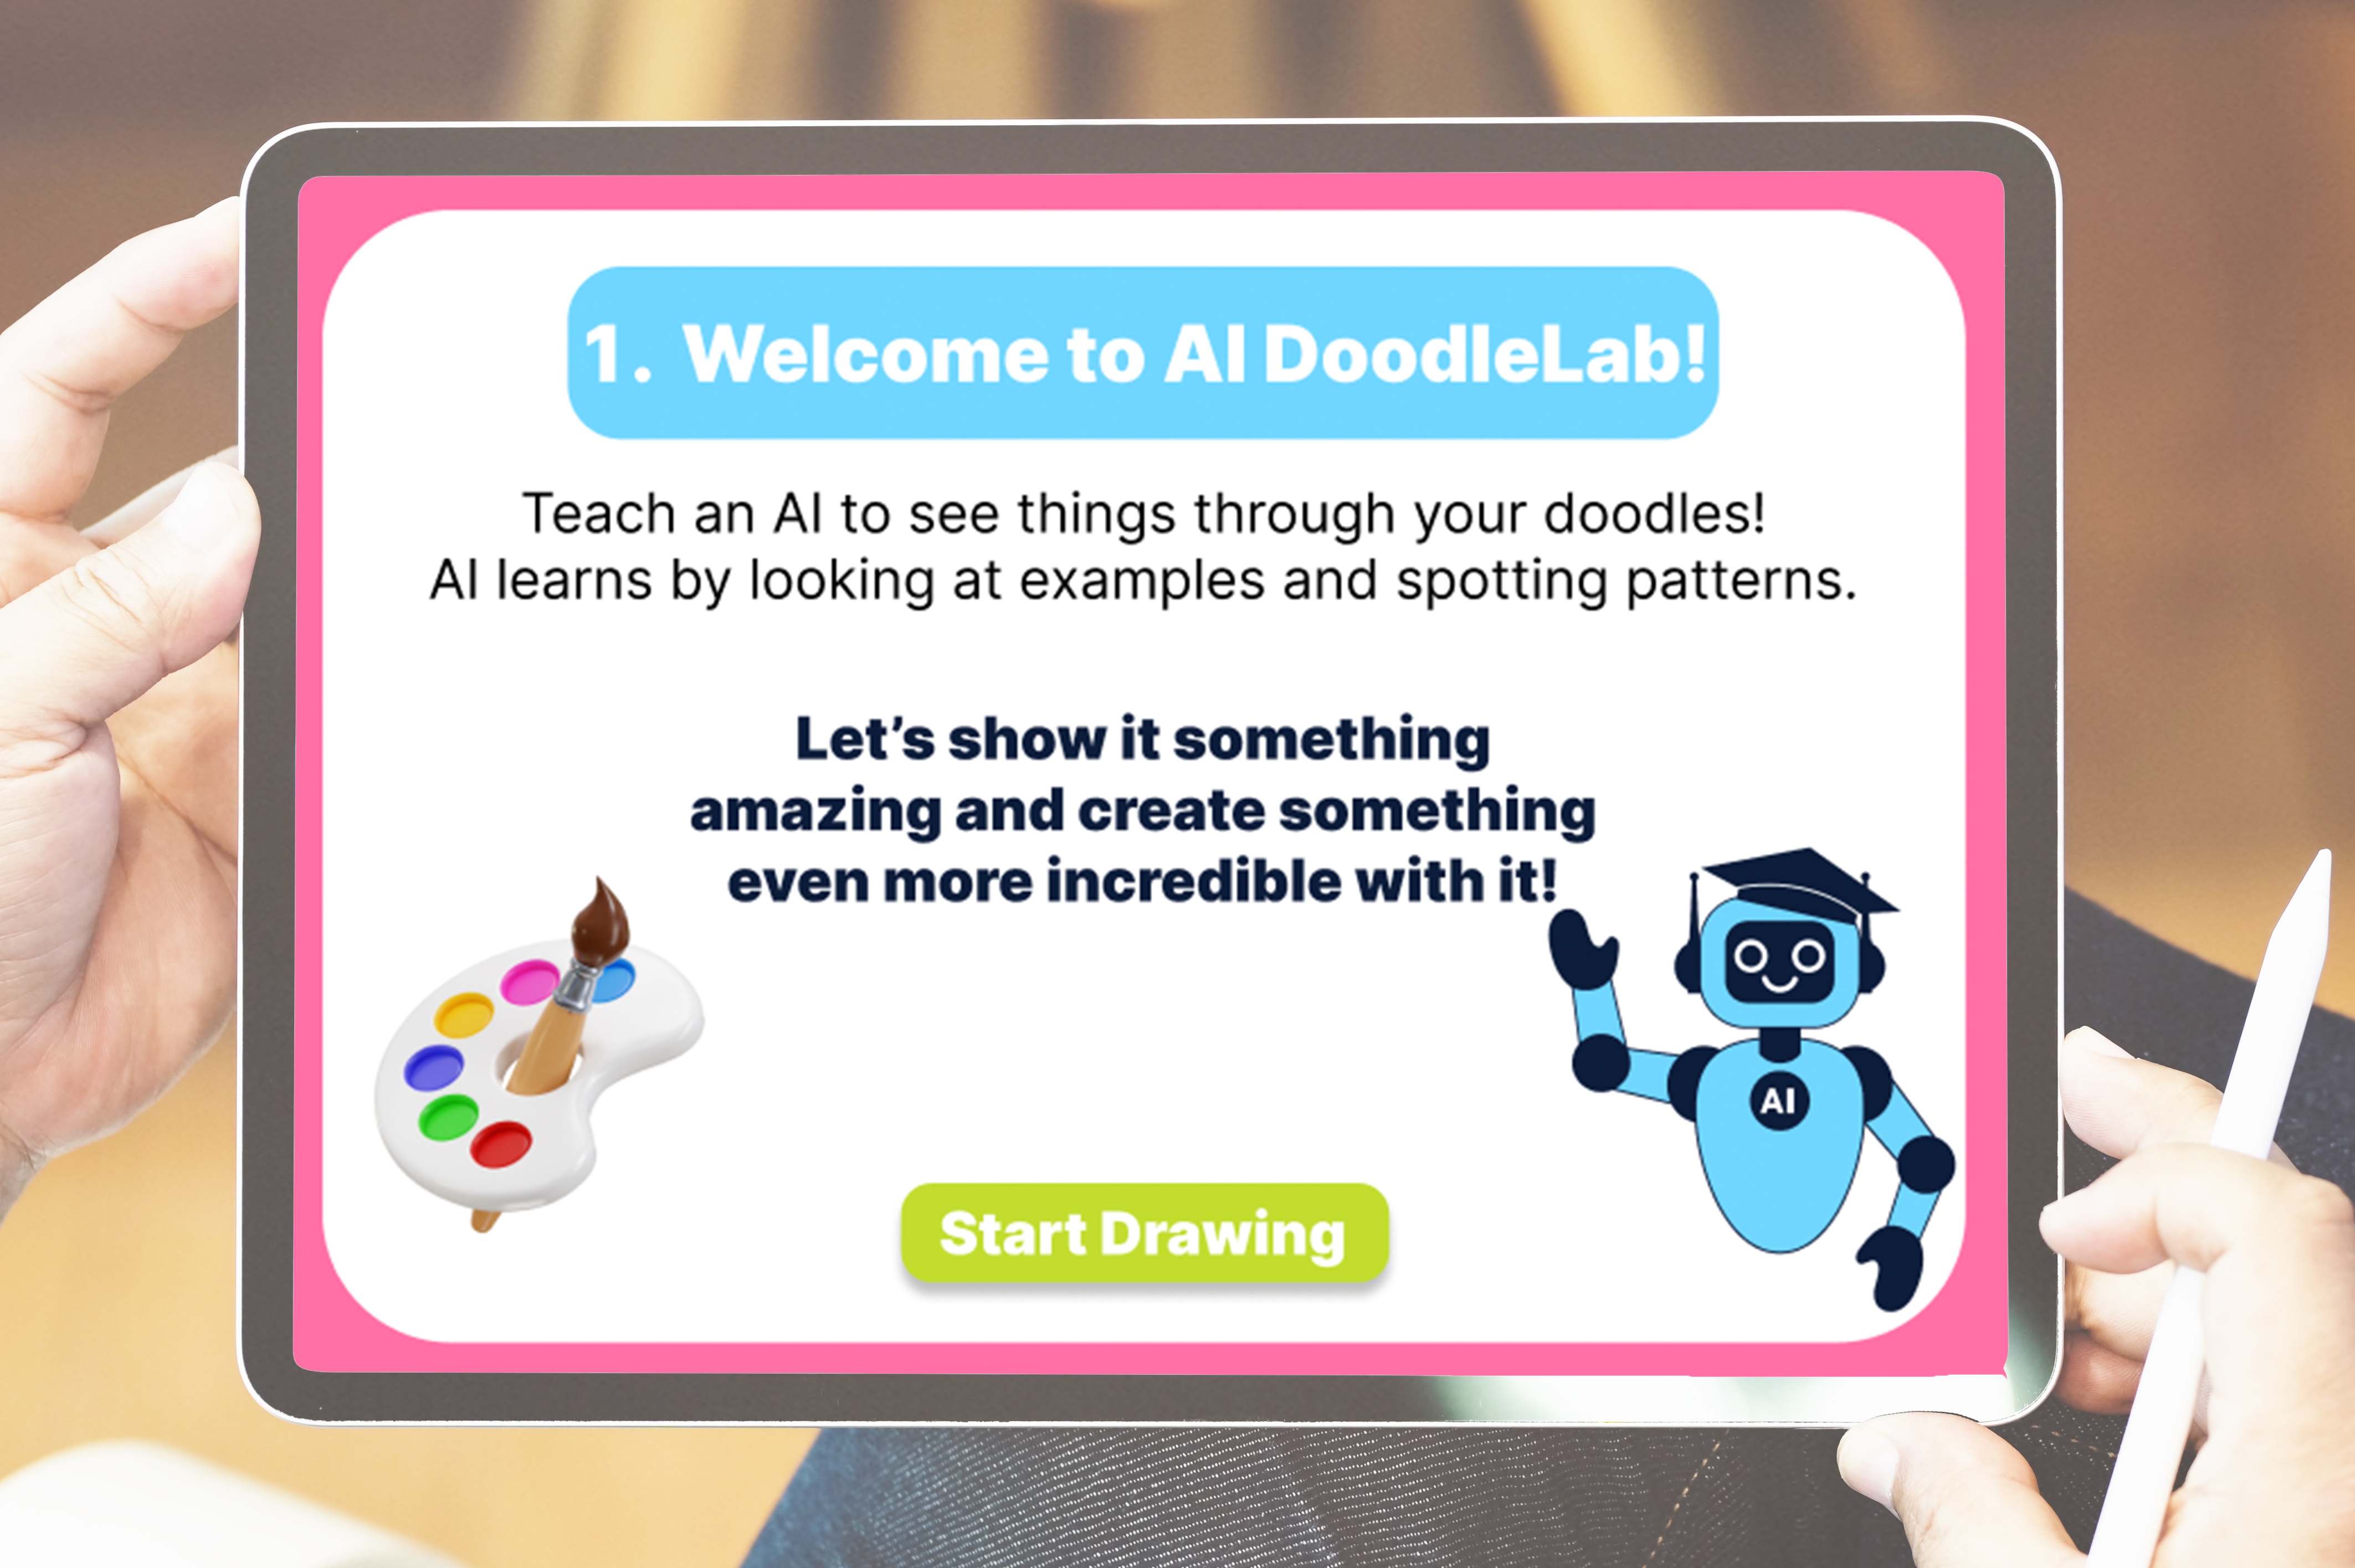 1. Welcome to AI DoodleLab!
Teach an AI to see things through your doodles!
AI learns by looking at examples and spotting patterns.
Let’s show it something
amazing and create something
even more incredible with it!
AI
Start Drawing